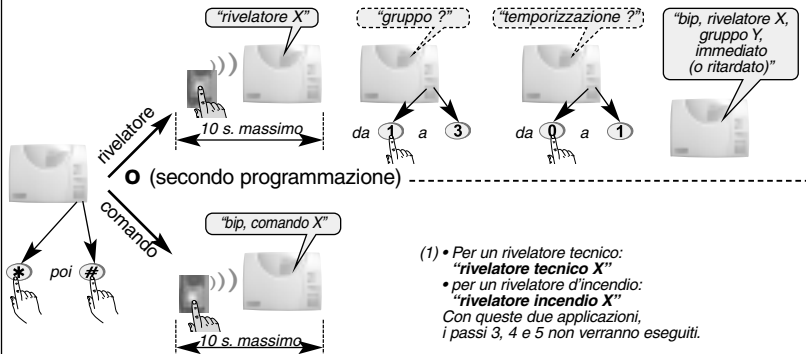 “rivelatore X”
“gruppo ?”
“temporizzazione ?”
“bip, rivelatore X,
gruppo Y,
immediato
(o ritardato)”
rivelatore
10 s. massimo
da 1 a 3
da 0 a 1
O (secondo programmazione)
comando
“bip, comando X”
* poi #
10 s. massimo
(1) • Per un rivelatore tecnico:
“rivelatore tecnico X”
• per un rivelatore d’incendio:
“rivelatore incendio X”
Con queste due applicazioni,
i passi 3, 4 e 5 non verranno eseguiti.